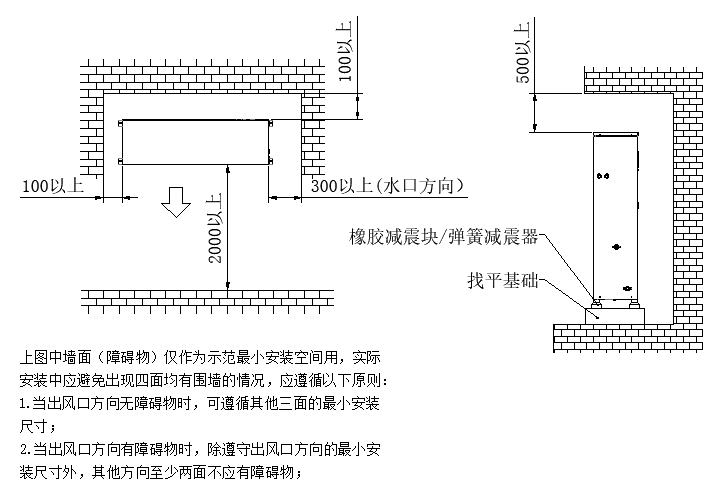 100以上
500以上
100以上
300以上(水口方向)
2000以上
橡胶减震块/弹簧减震器
找平基础
上图中墙面（障碍物）仅作为示范最小安装空间用，实际
安装中应避免出现四面均有围墙的情况，应遵循以下原则：
1.当出风口方向无障碍物时，可遵循其他三面的最小安装
尺寸；
2.当出风口方向有障碍物时，除遵守出风口方向的最小安
装尺寸外，其他方向至少两面不应有障碍物；